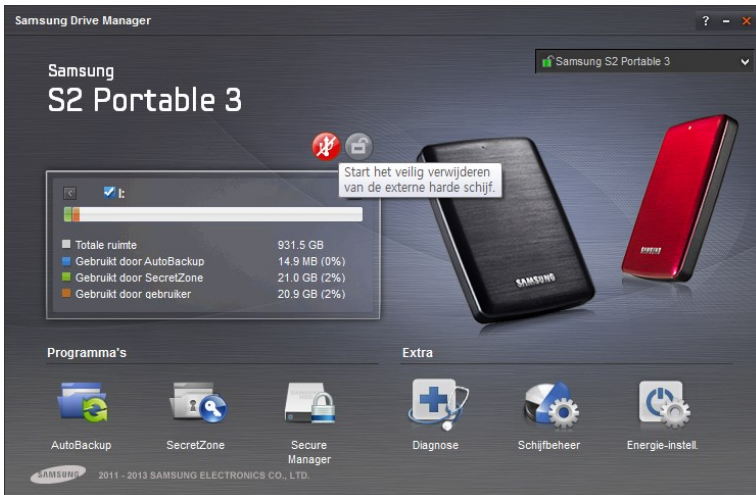 Samsung Drive Manager
? -
Samsung S2 Portable 3
Samsung
S2 Portable 3
Start het veilig verwijderen
van de externe harde schijf.
I:
Totale ruimte 931.5 GB
Gebruikt door AutoBackup 14.9 MB (0%)
Gebruikt door SecretZone 21.0 GB (2%)
Gebruikt door gebruiker 20.9 GB (2%)
SAMSUNG
SAMSUNG
Programma's
Extra
AutoBackup
SecretZone
Secure
Manager
Diagnose
Schijfbeheer
Energie-instell.
SAMSUNG 2011 - 2013 SAMSUNG ELECTRONICS CO., LTD.